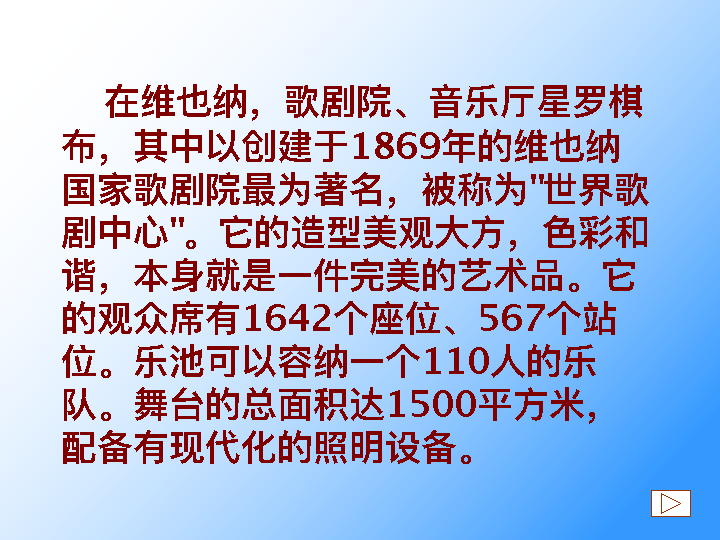 在维也纳，歌剧院、音乐厅星罗棋
布，其中以创建于1869年的维也纳
国家歌剧院最为著名，被称为"世界歌
剧中心"。它的造型美观大方，色彩和
谐，本身就是一件完美的艺术品。它
的观众席有1642个座位、567个站
位。乐池可以容纳一个110人的乐
队。舞台的总面积达1500平方米，
配备有现代化的照明设备。